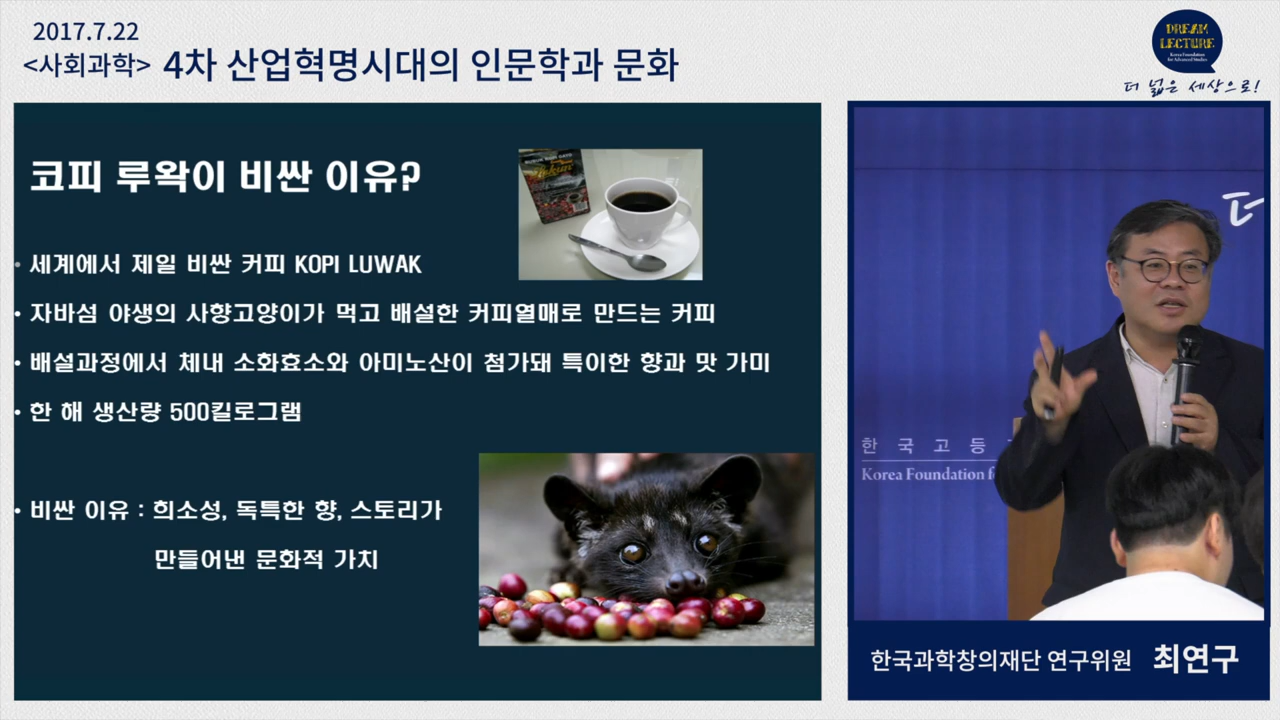 2017.7.22
<사회과학> 4차 산업혁명시대의 인문학과 문화
DREAM
LECTURE
Korea Foundation
for Advanced Studies
더 넓은 세상으로!
코피 루왁이 비싼 이유?
• 세계에서 제일 비싼 커피 KOPI LUWAK
• 자바섬 야생의 사향고양이가 먹고 배설한 커피열매로 만드는 커피
• 배설과정에서 체내 소화효소와 아미노산이 첨가돼 특이한 향과 맛 가미
• 한 해 생산량 500킬로그램
• 비싼 이유 : 희소성, 독특한 향, 스토리가
만들어낸 문화적 가치
더
한 국 고 등
Korea Foundation f
한국과학창의재단 연구위원 최연구